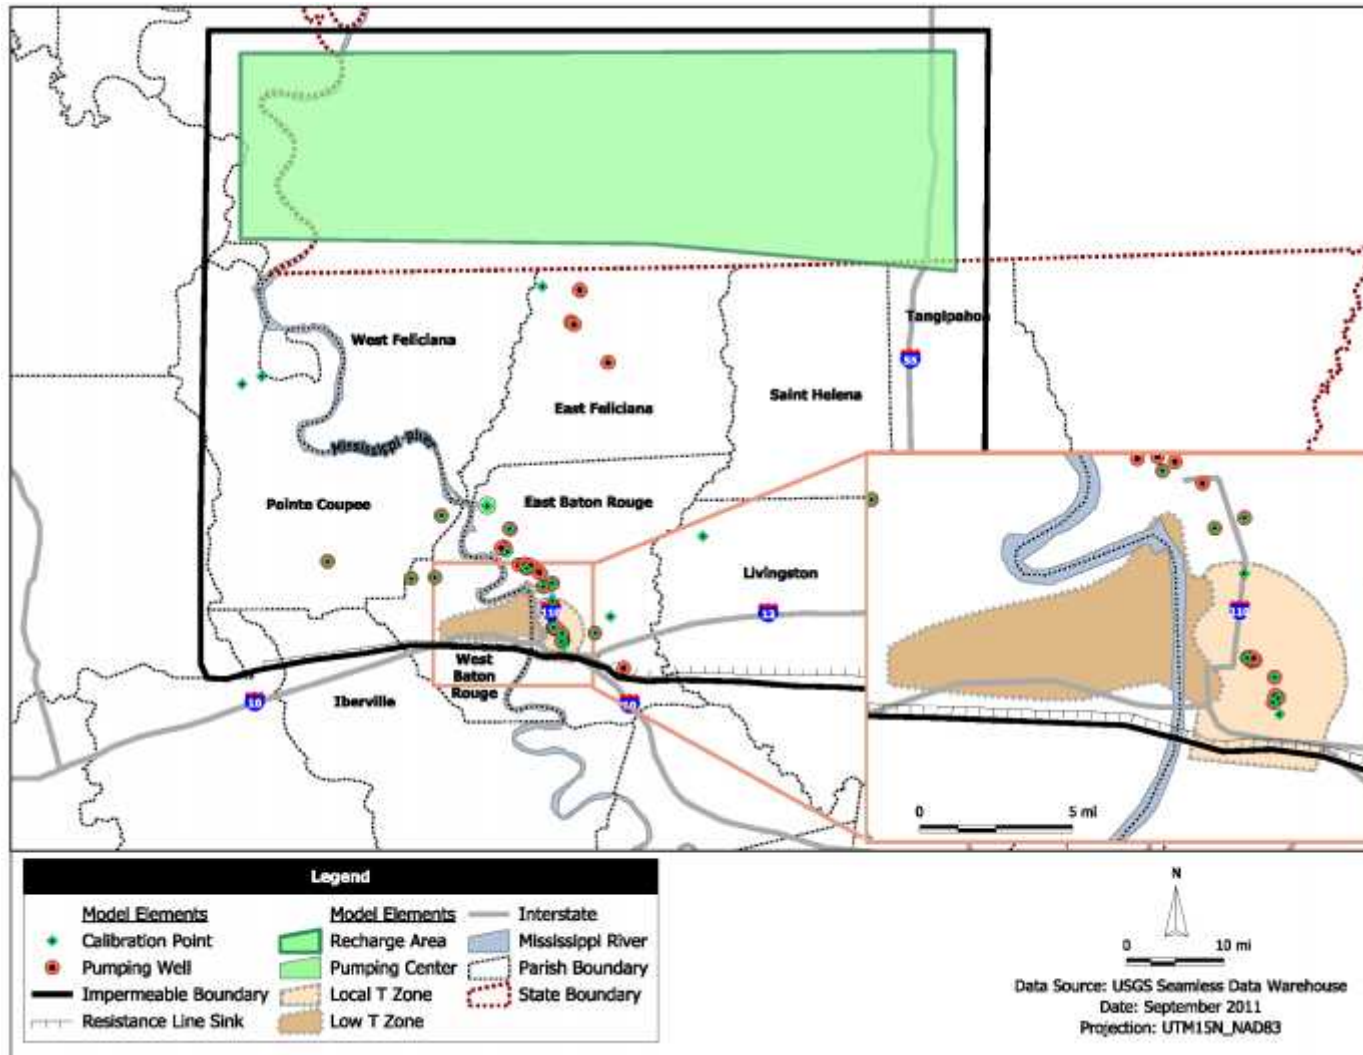 West Feliciana
Tangipahoa
55
East Feliciana
Saint Helena
Mississippi River
Pointe Coupee
East Baton Rouge
Livingston
110
12
110
West
Baton
Rouge
10
Iberville
10
0 5 mi
Legend
Model Elements
Calibration Point
Pumping Well
Impermeable Boundary
Resistance Line Sink
Model Elements
Recharge Area
Pumping Center
Local T Zone
Low T Zone
Interstate
Mississippi River
Parish Boundary
State Boundary
N
0 10 mi
Data Source: USGS Seamless Data Warehouse
Date: September 2011
Projection: UTM15N_NAD83